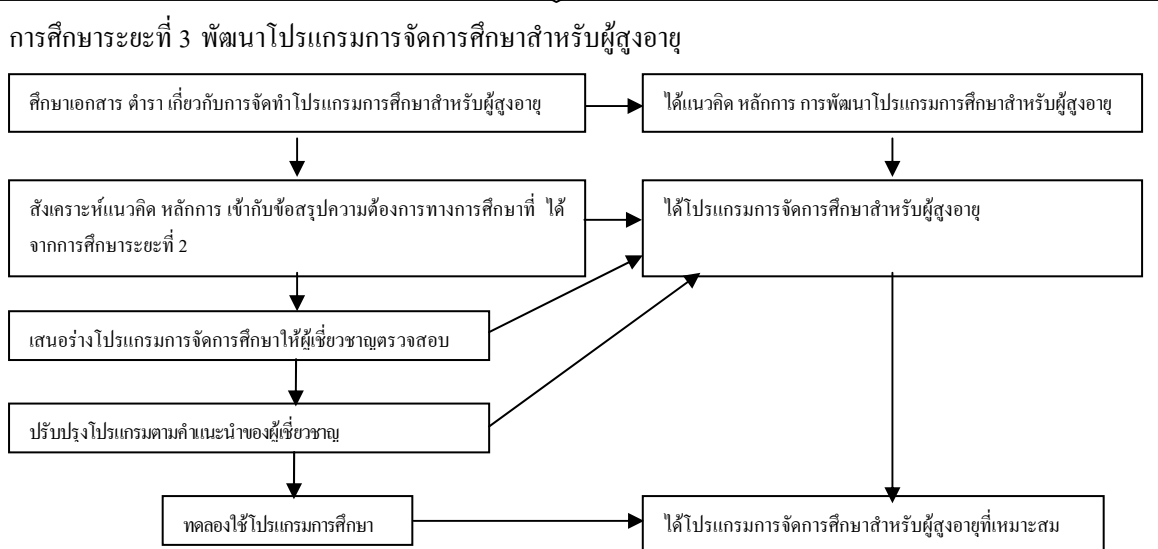 การศึกษาระยะที่ 3 พัฒนาโปรแกรมการจัดการศึกษาสำหรับผู้สูงอายุ
ศึกษาเอกสาร ตำรา เกี่ยวกับการจัดทำโปรแกรมการศึกษาสำหรับผู้สูงอายุ
ได้แนวคิด หลักการ การพัฒนาโปรแกรมการศึกษาสำหรับผู้สูงอายุ
สังเคราะห์แนวคิด หลักการ เข้ากับข้อสรุปความต้องการทางการศึกษาที่ ได้
จากการศึกษาระยะที่ 2
ได้โปรแกรมการจัดการศึกษาสำหรับผู้สูงอายุ
เสนอร่างโปรแกรมการจัดการศึกษาให้ผู้เชี่ยวชาญตรวจสอบ
ปรับปรุงโปรแกรมตามคำแนะนำของผู้เชี่ยวชาญ
ทดลองใช้โปรแกรมการศึกษา
ได้โปรแกรมการจัดการศึกษาสำหรับผู้สูงอายุที่เหมาะสม